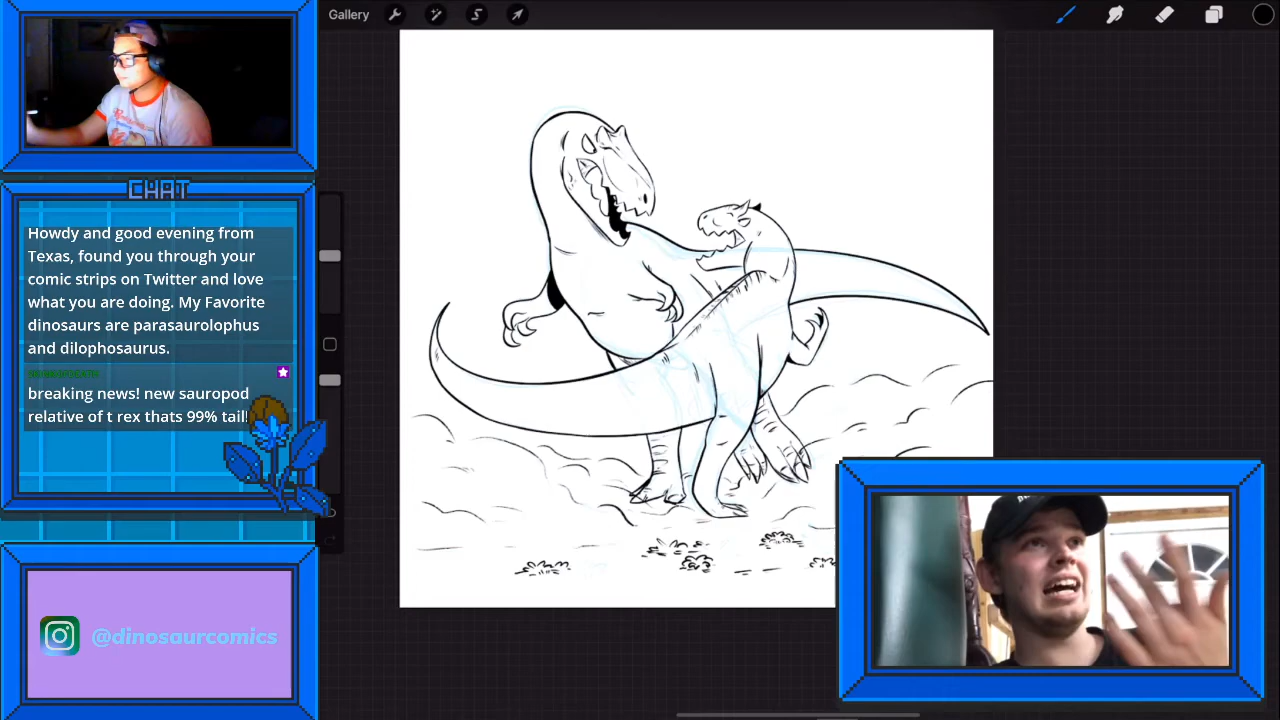 Gallery
CHAT
Howdy and good evening from
Texas, found you through your
comic strips on Twitter and love
what you are doing. My Favorite
dinosaurs are parasaurolophus
and dilophosaurus.
breaking news! new sauropod
relative of t rex thats 99% tail!
@dinosaurcomics